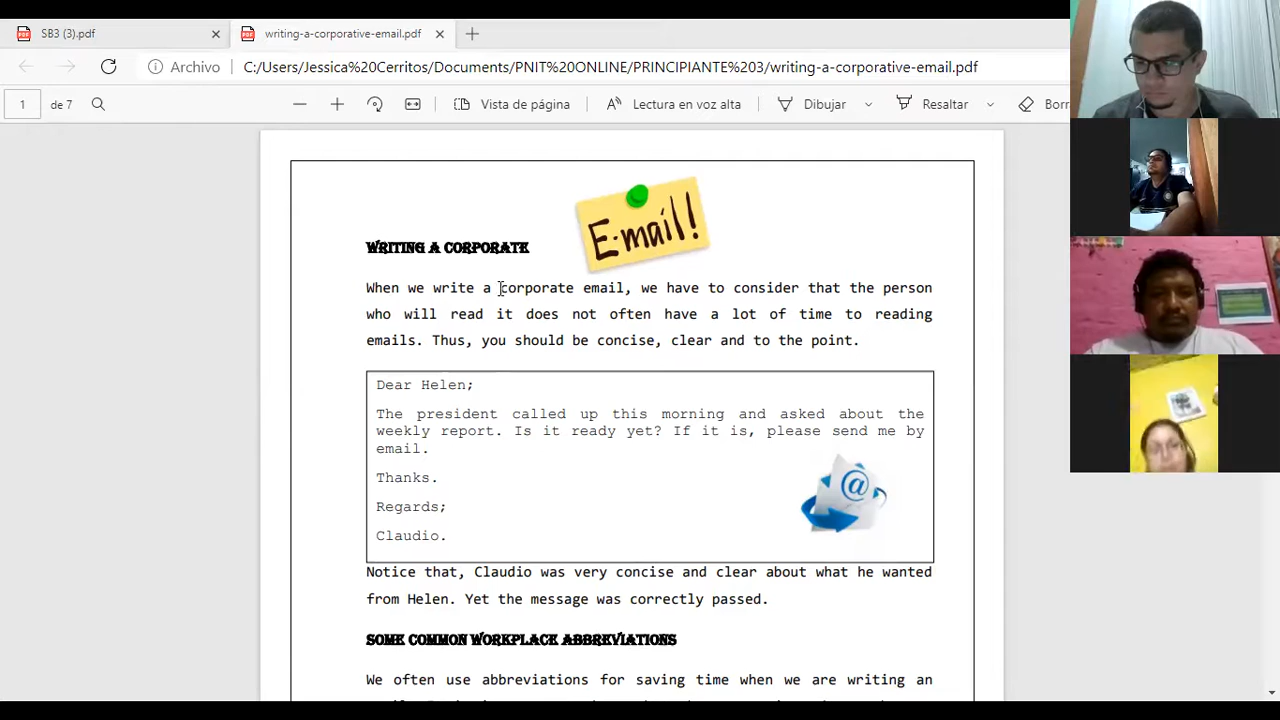 SB3 (3).pdf
writing-a-corporative-email.pdf
Archivo
C:/Users/Jessica%20Cerritos/Documents/PNIT%20ONLINE/PRINCIPIANTE%203/writing-a-corporative-email.pdf
1 de 7
Vista de página
Lectura en voz alta
Dibujar
Resaltar
Borr
E-mail!
WRITING A CORPORATE
When we write a corporate email, we have to consider that the person
who will read it does not often have a lot of time to reading
emails. Thus, you should be concise, clear and to the point.
Dear Helen;
The president called up this morning and asked about the
weekly report. Is it ready yet? If it is, please send me by
email.
Thanks.
Regards;
Claudio.
@
Notice that, Claudio was very concise and clear about what he wanted
from Helen. Yet the message was correctly passed.
SOME COMMON WORKPLACE ABBREVIATIONS
We often use abbreviations for saving time when we are writing an